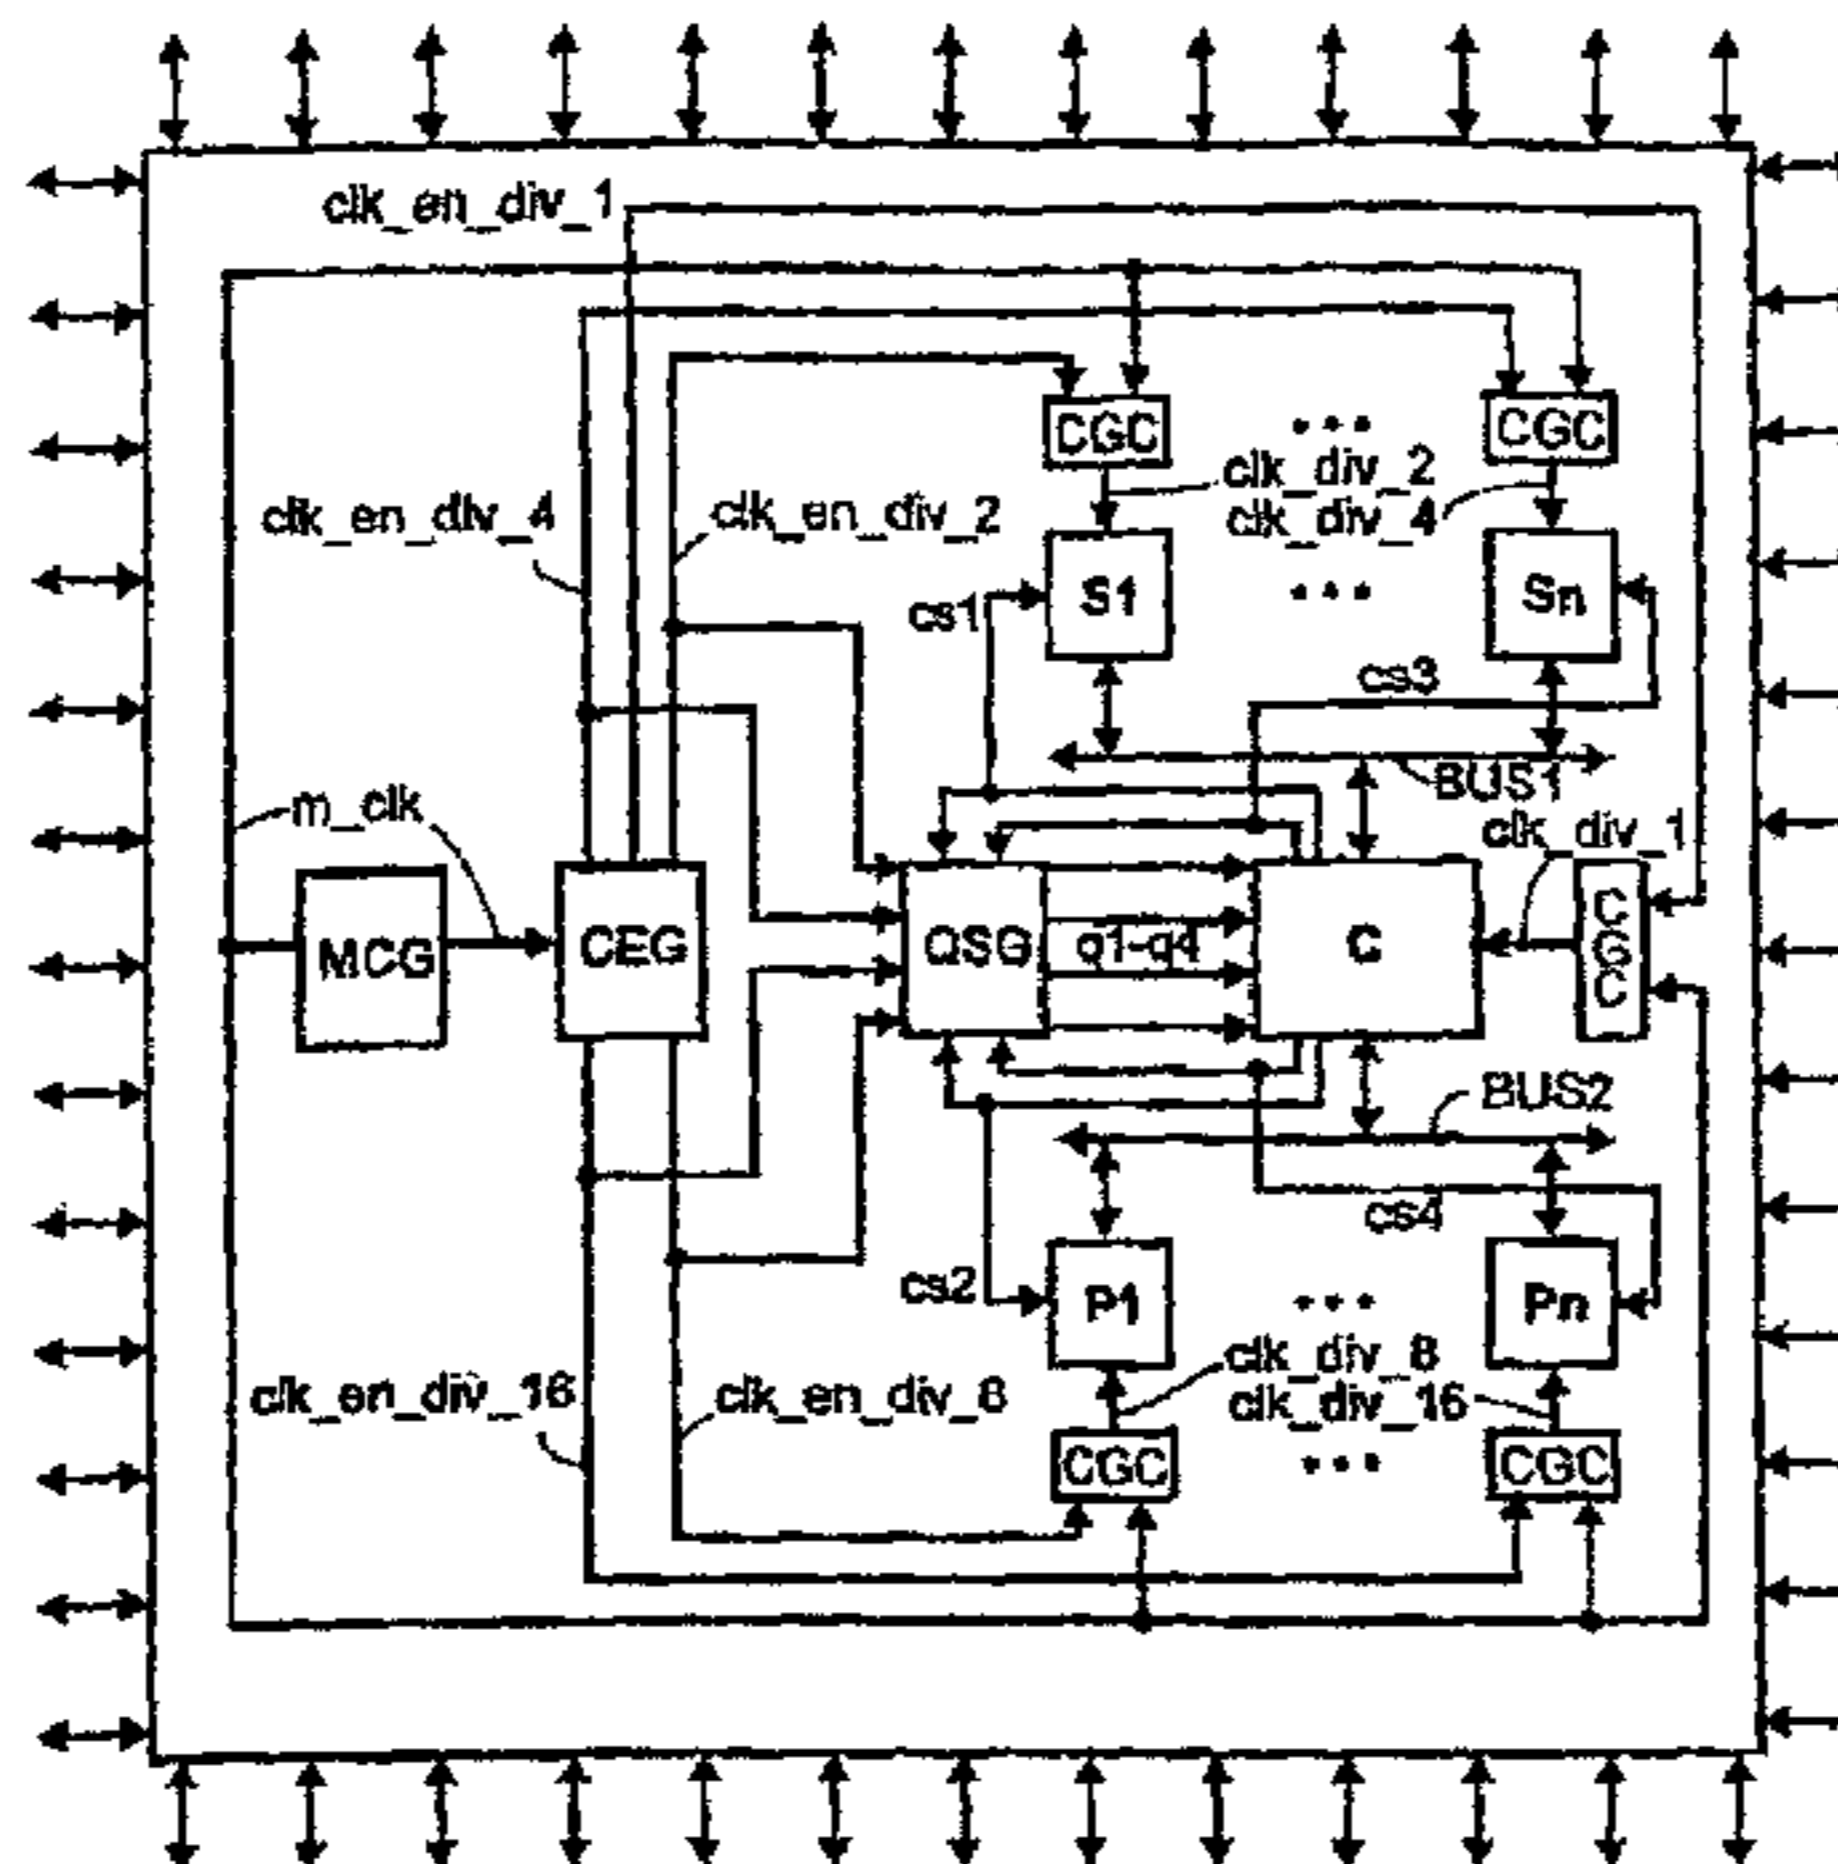 clk_en_div_1
CGC
CGC
clk_div_2
clk_en_div_4
clk_en_div_2
clk_div_4
S1
Sn
cs1
cs3
BUS1
m_clk
clk_div_1
MCG
CEG
QSG
q1-q4
C
CGC
BUS2
cs4
cs2
P1
Pn
clk_div_8
clk_en_div_16
clk_en_div_8
clk_div_16
CGC
CGC